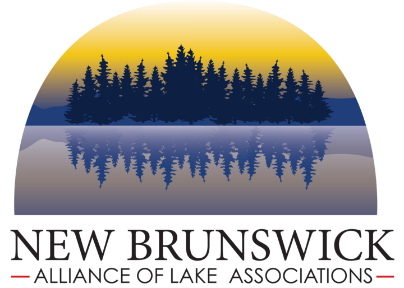 NEW BRUNSWICK
ALLIANCE OF LAKE ASSOCIATIONS